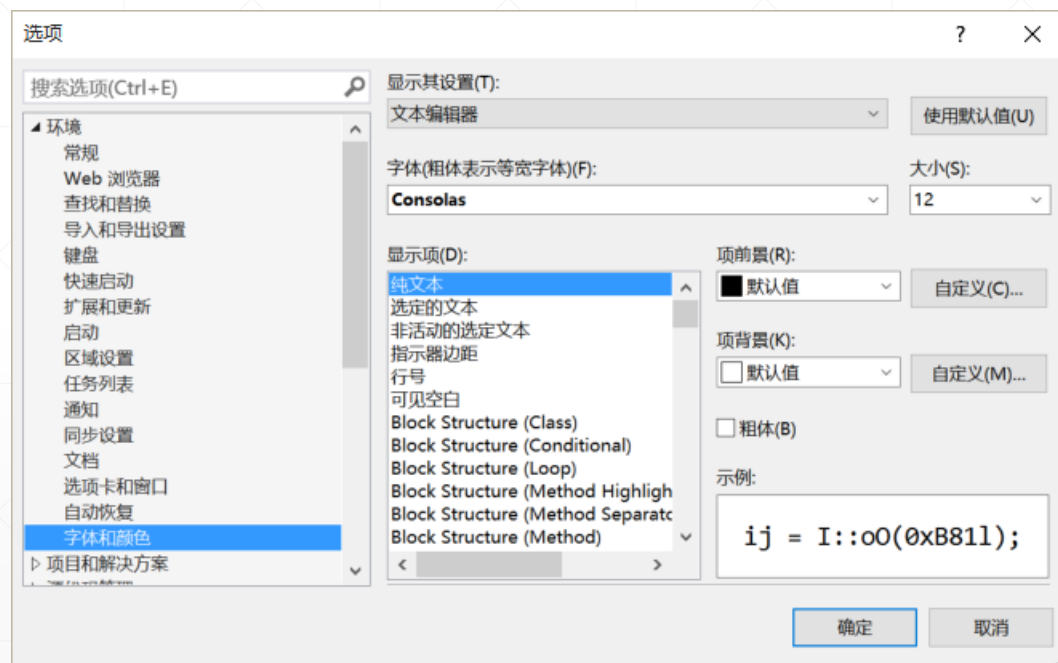 选项
?
搜索选项(Ctrl+E)
环境
常规
Web 浏览器
查找和替换
导入和导出设置
键盘
快速启动
扩展和更新
启动
区域设置
任务列表
通知
同步设置
文档
选项卡和窗口
自动恢复
字体和颜色
项目和解决方案
显示其设置(T):
文本编辑器
使用默认值(U)
字体(粗体表示等宽字体)(F):
大小(S):
Consolas
12
显示项(D):
纯文本
选定的文本
非活动的选定文本
指示器边距
行号
可见空白
Block Structure (Class)
Block Structure (Conditional)
Block Structure (Loop)
Block Structure (Method Highligh
Block Structure (Method Separato
Block Structure (Method)
项前景(R):
默认值
自定义(C)...
项背景(K):
默认值
自定义(M)...
粗体(B)
示例:
ij = I::oO(0xB81l);
确定
取消